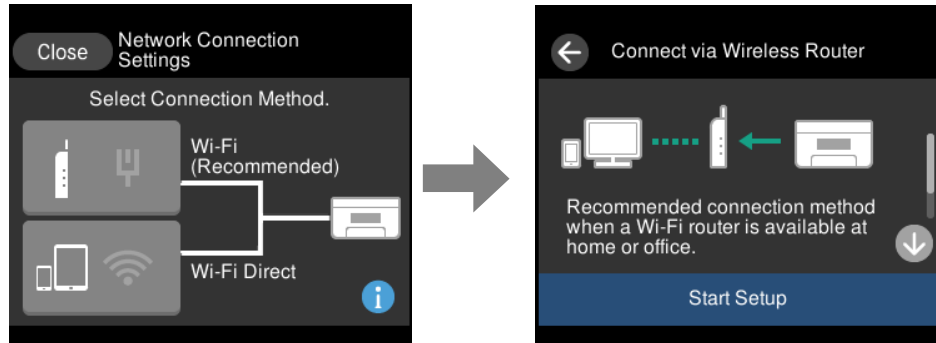 Close
Network Connection
Settings
Select Connection Method.
Wi-Fi
(Recommended)
Wi-Fi Direct
i
Connect via Wireless Router
Recommended connection method
when a Wi-Fi router is available at
home or office.
Start Setup